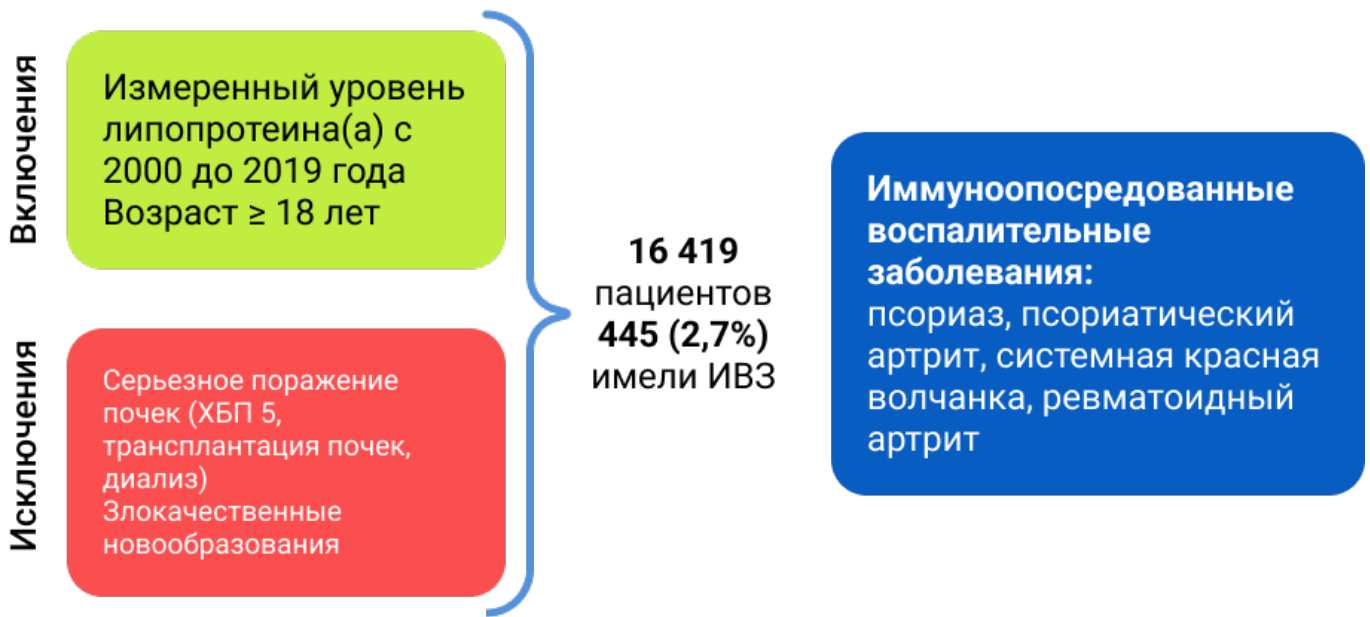 Включения
Измеренный уровень
липопротеина(а) с
2000 до 2019 года
Возраст ≥ 18 лет
Исключения
Серьезное поражение
почек (ХБП 5,
трансплантация почек,
диализ)
Злокачественные
новообразования
16 419
пациентов
445 (2,7%)
имели ИВЗ
Иммуноопосредованные
воспалительные
заболевания:
псориаз, псориатический
артрит, системная красная
волчанка, ревматоидный
артрит